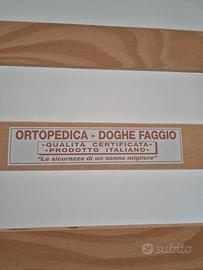 ORTOPEDICA - DOGHE FAGGIO
•QUALITÀ CERTIFICATA•
•PRODOTTO ITALIANO•
"La sicurezza di un sonno migliore"
subito